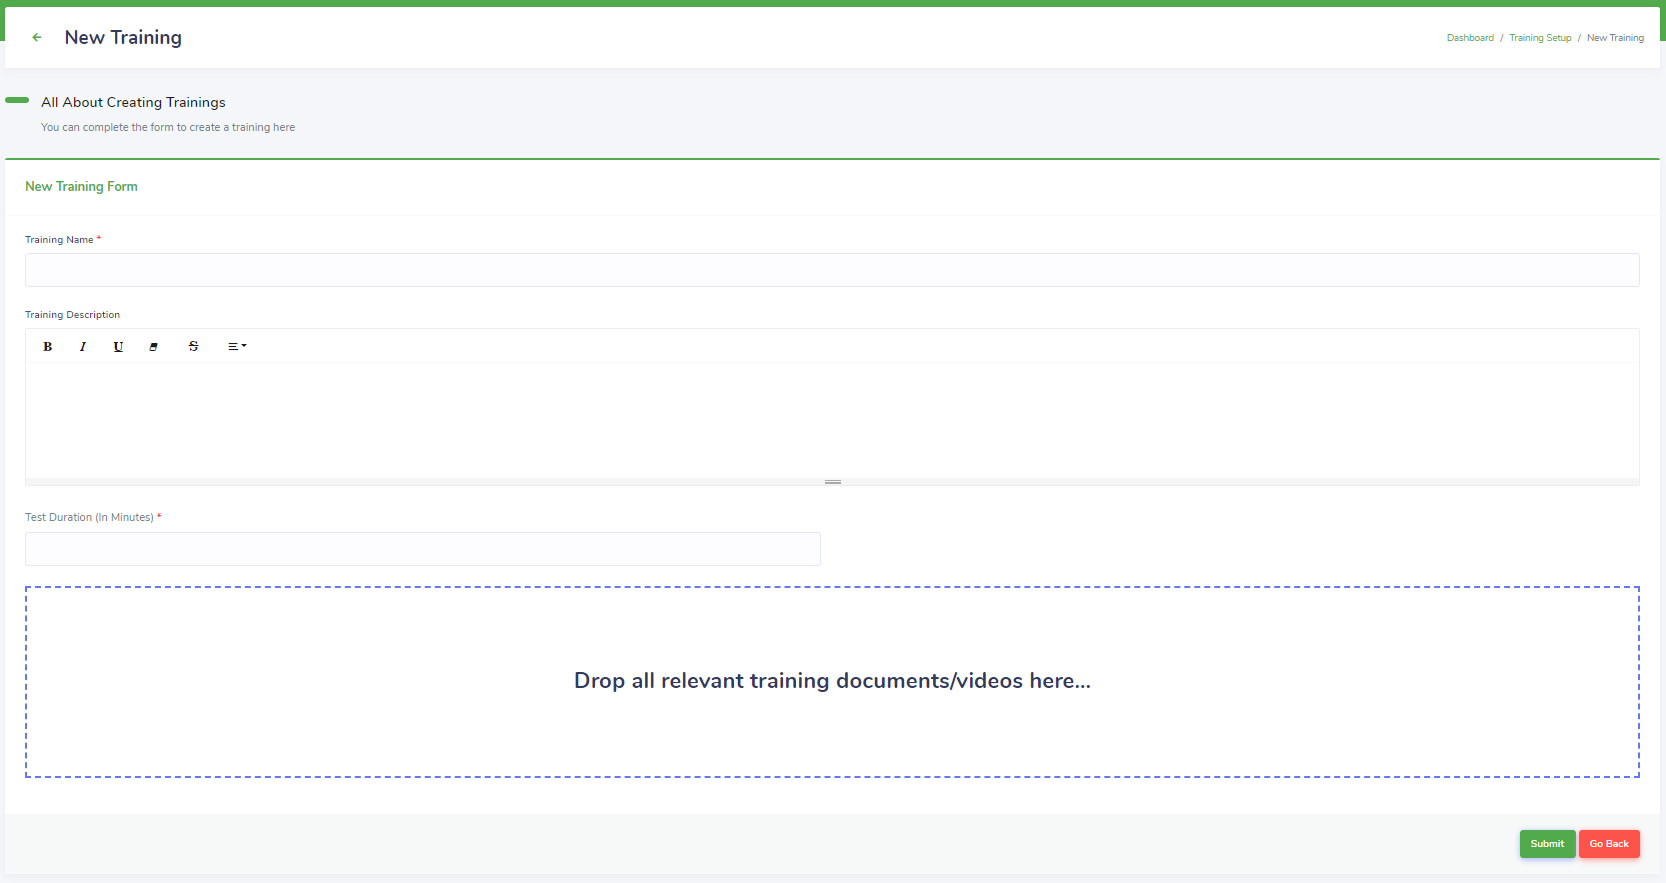 New Training
Dashboard / Training Setup / New Training
All About Creating Trainings
You can complete the form to create a training here
New Training Form
Training Name *
Training Description
B I U S
Test Duration (In Minutes) *
Drop all relevant training documents/videos here...
Submit Go Back